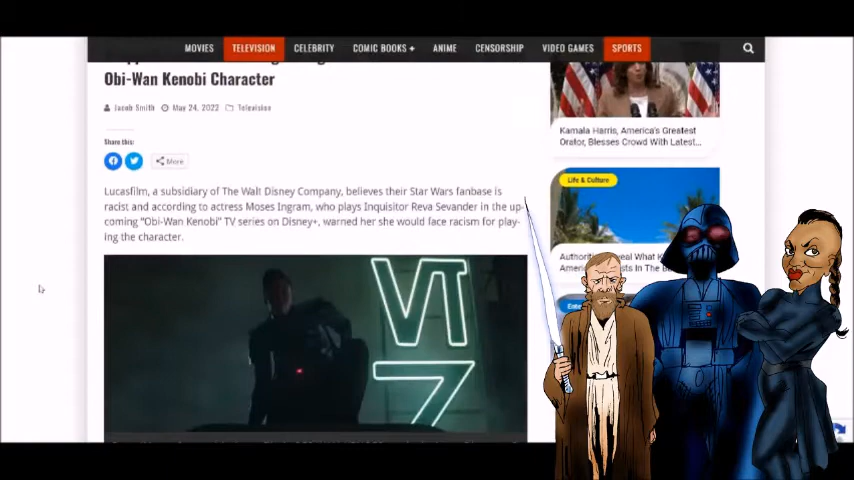 MOVIES TELEVISION CELEBRITY COMIC BOOKS + ANIME CENSORSHIP VIDEO GAMES SPORTS
Obi-Wan Kenobi Character
Jacob Smith May 24, 2022 Television
Share this:
More
Lucasfilm, a subsidiary of The Walt Disney Company, believes their Star Wars fanbase is
racist and according to actress Moses Ingram, who plays Inquisitor Reva Sevander in the up-
coming "Obi-Wan Kenobi" TV series on Disney+, warned her she would face racism for play-
ing the character.
Kamala Harris, America's Greatest
Orator, Blesses Crowd With Latest...
Life & Culture